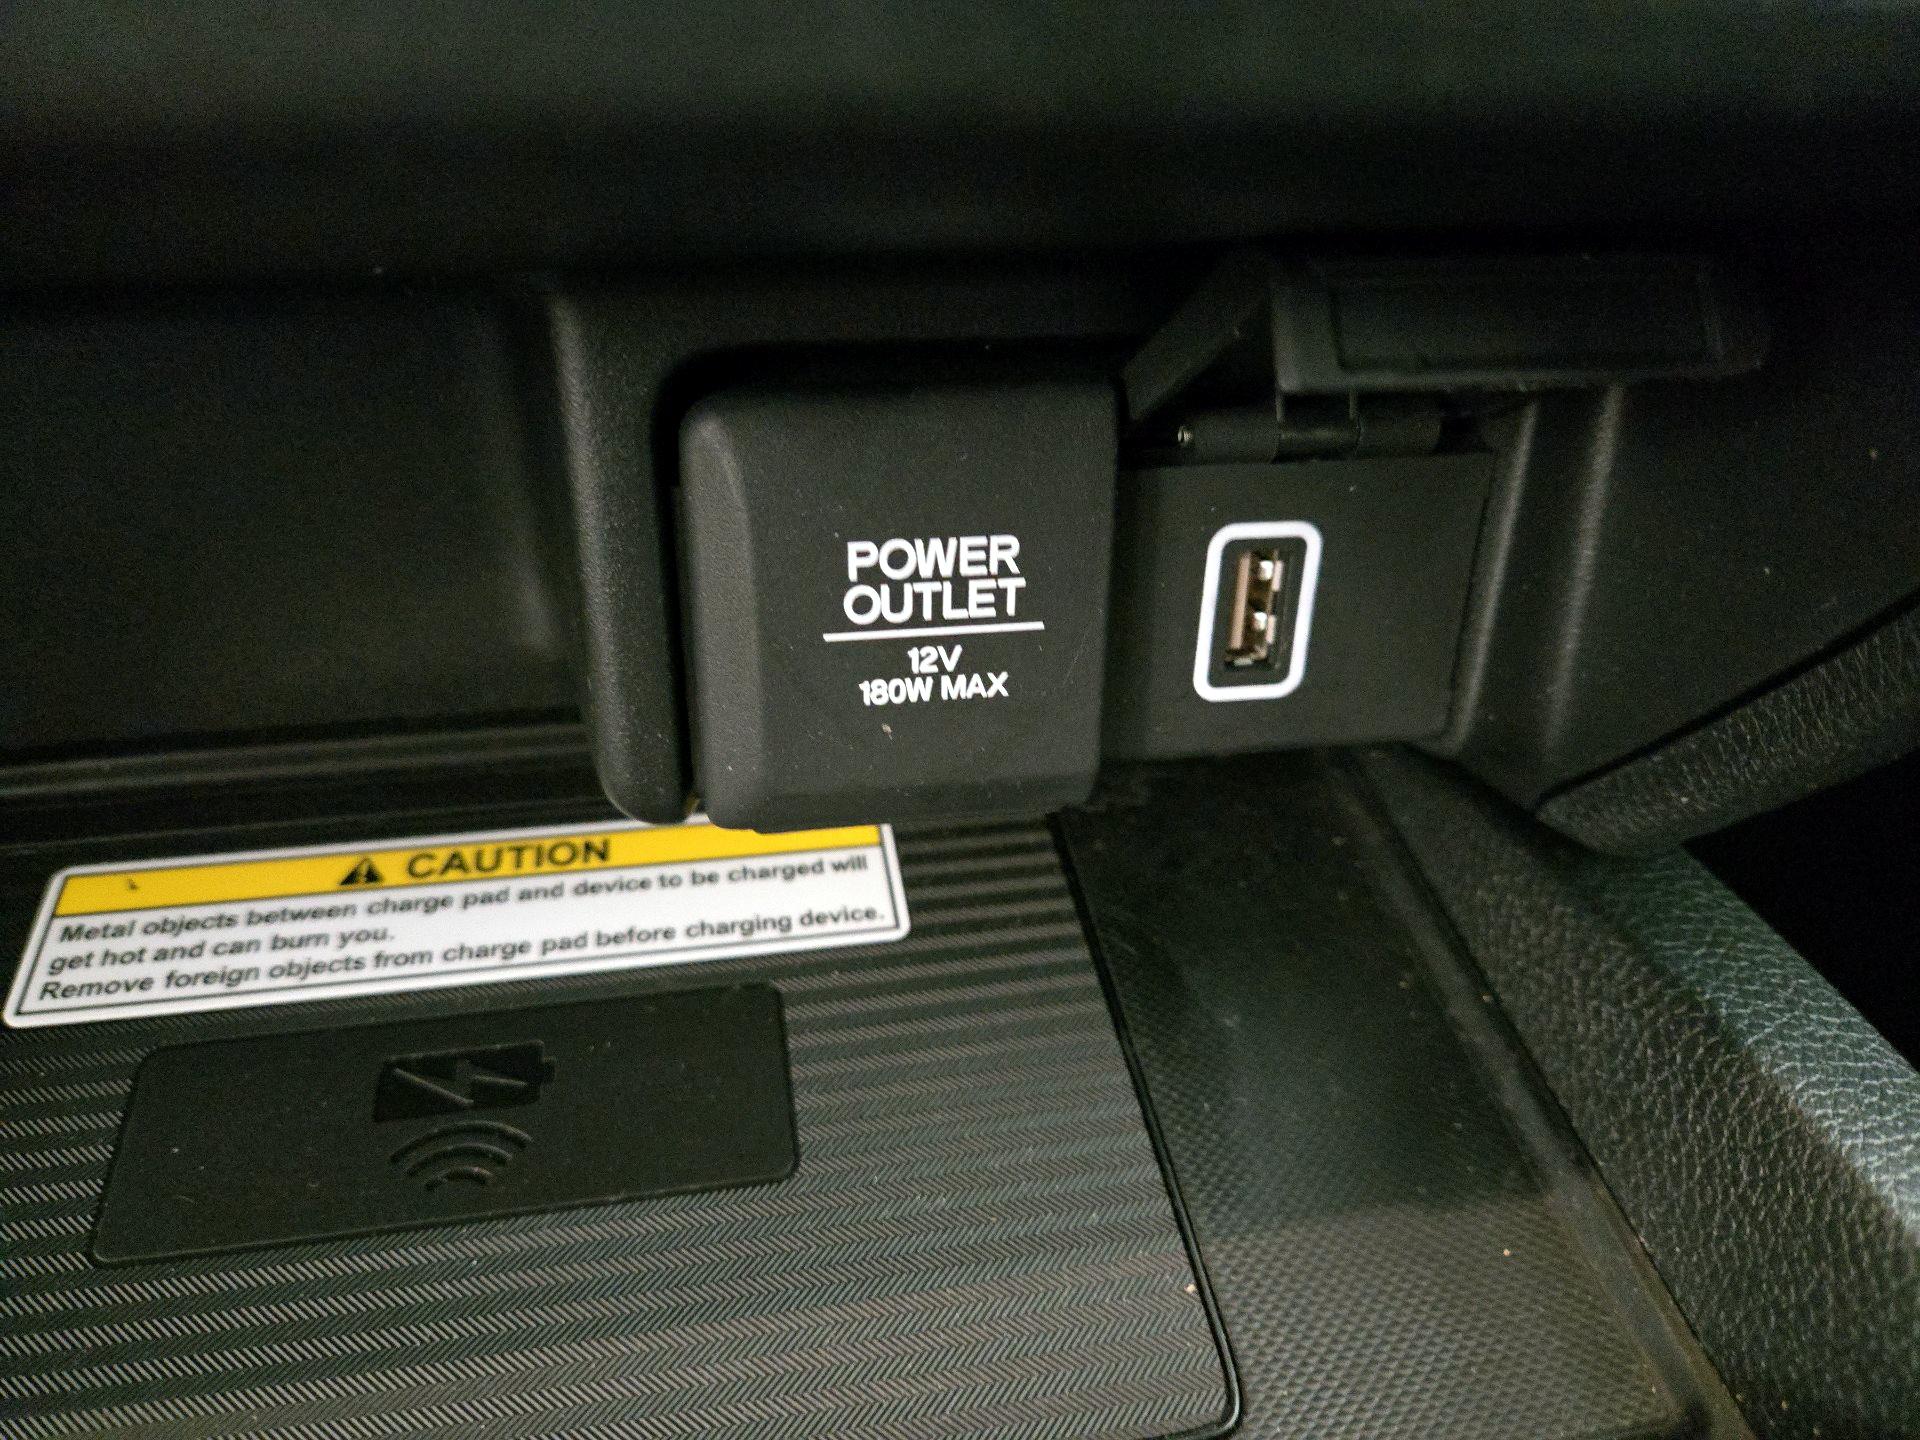 POWER
OUTLET
12V
180W MAX
CAUTION
Metal objects between charge pad and device to be charged will
get hot and can burn you.
Remove foreign objects from charge pad before charging device.